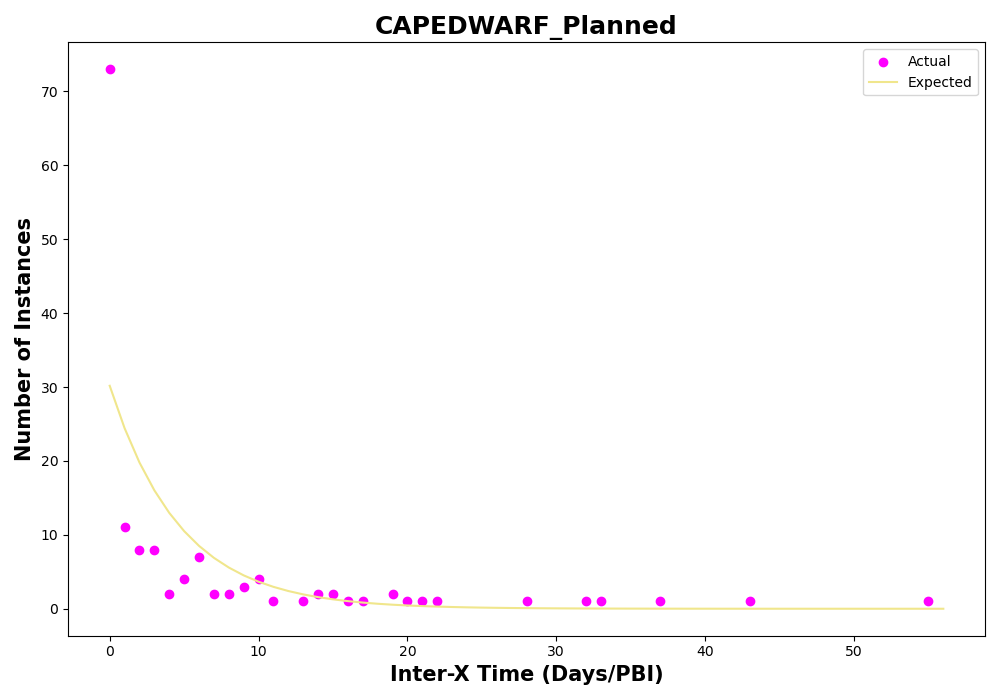 CAPEDWARF_Planned
Actual
Expected
Number of Instances
70
60
50
40
30
20
10
0
0 10 20 30 40 50
Inter-X Time (Days/PBI)